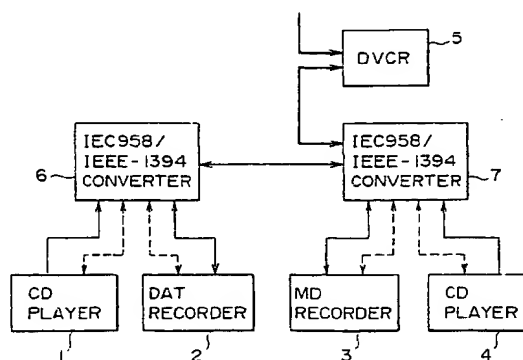 5
DVCR
6
IEC958/
IEEE-1394
CONVERTER
IEC958/
IEEE-1394
CONVERTER
7
CD
PLAYER
DAT
RECORDER
MD
RECORDER
CD
PLAYER
1
2
3
4